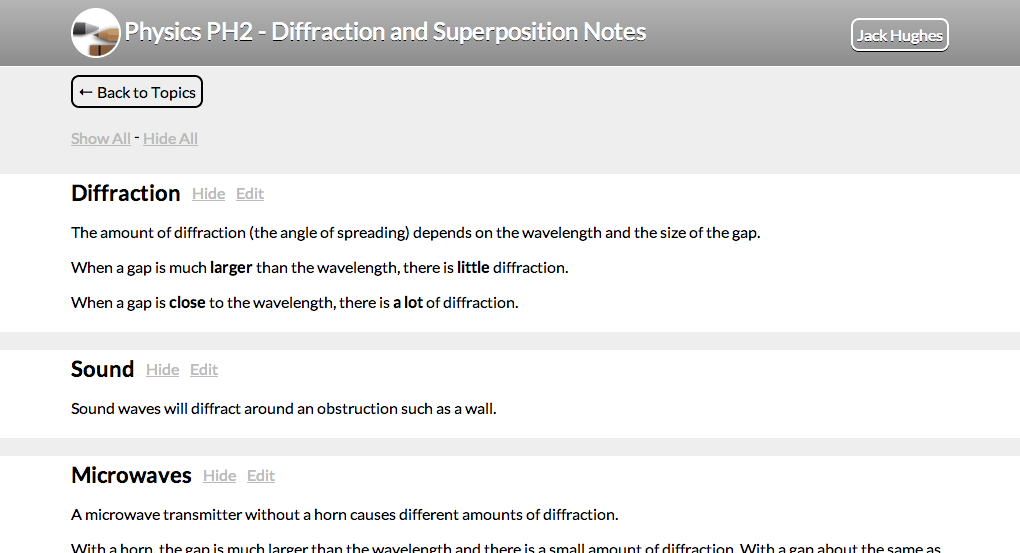 Physics PH2 - Diffraction and Superposition Notes
Jack Hughes
← Back to Topics
Show All - Hide All
Diffraction Hide Edit
The amount of diffraction (the angle of spreading) depends on the wavelength and the size of the gap.
When a gap is much larger than the wavelength, there is little diffraction.
When a gap is close to the wavelength, there is a lot of diffraction.
Sound Hide Edit
Sound waves will diffract around an obstruction such as a wall.
Microwaves Hide Edit
A microwave transmitter without a horn causes different amounts of diffraction.
With a horn, the gap is much larger than the wavelength and there is a small amount of diffraction. With a gap about the same as